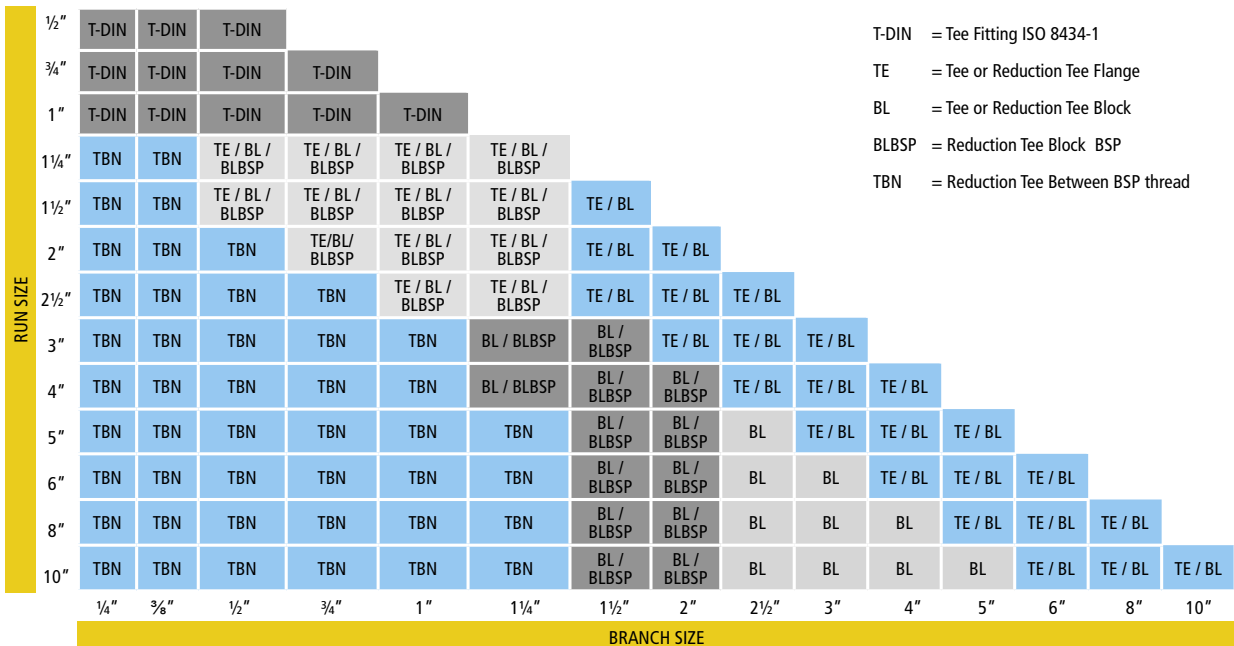 ½” T-DIN T-DIN T-DIN
¾” T-DIN T-DIN T-DIN T-DIN
1” T-DIN T-DIN T-DIN T-DIN T-DIN
1¼” TBN TBN TE / BL / BLBSP TE / BL / BLBSP TE / BL / BLBSP TE / BL / BLBSP
1½” TBN TBN TE / BL / BLBSP TE / BL / BLBSP TE / BL / BLBSP TE / BL / BLBSP TE / BL
2” TBN TBN TBN TE/BL/ BLBSP TE / BL / BLBSP TE / BL / BLBSP TE / BL TE / BL
2½” TBN TBN TBN TBN TE / BL / BLBSP TE / BL / BLBSP TE / BL TE / BL TE / BL
3” TBN TBN TBN TBN TBN BL / BLBSP BL / BLBSP TE / BL TE / BL TE / BL
4” TBN TBN TBN TBN TBN BL / BLBSP BL / BLBSP BL / BLBSP TE / BL TE / BL TE / BL
5” TBN TBN TBN TBN TBN TBN BL / BLBSP BL / BLBSP BL TE / BL TE / BL TE / BL
6” TBN TBN TBN TBN TBN TBN BL / BLBSP BL / BLBSP BL BL TE / BL TE / BL TE / BL
8” TBN TBN TBN TBN TBN TBN BL / BLBSP BL / BLBSP BL BL BL TE / BL TE / BL TE / BL
10” TBN TBN TBN TBN TBN TBN BL / BLBSP BL / BLBSP BL BL BL BL TE / BL TE / BL TE / BL
¼” ⅜” ½” ¾” 1” 1¼” 1½” 2” 2½” 3” 4” 5” 6” 8” 10”
RUN SIZE
BRANCH SIZE
T-DIN = Tee Fitting ISO 8434-1
TE = Tee or Reduction Tee Flange
BL = Tee or Reduction Tee Block
BLBSP = Reduction Tee Block BSP
TBN = Reduction Tee Between BSP thread